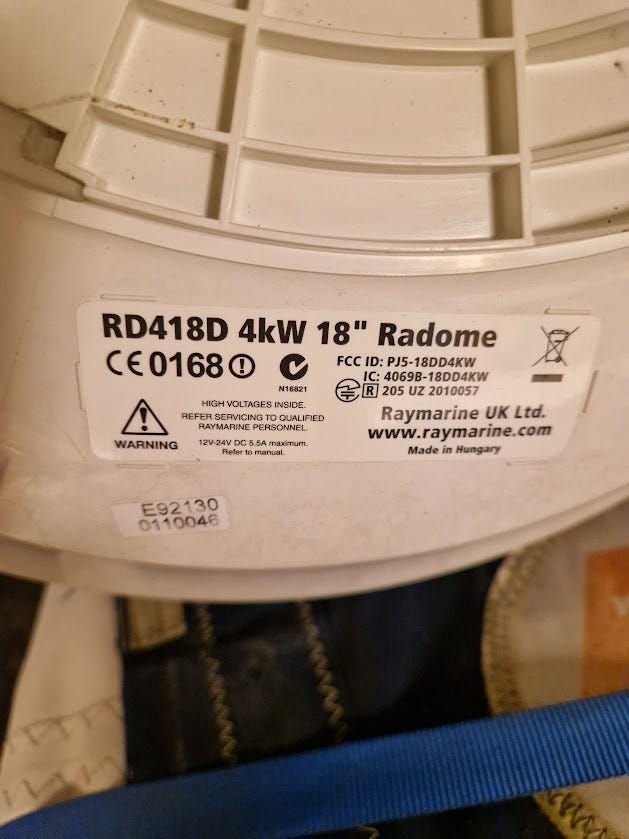 RD418D 4kW 18" Radome
CE0168
N16821
FCC ID: PJ5-18DD4KW
IC: 4069B-18DD4KW
R 205 UZ 2010057
WARNING
HIGH VOLTAGES INSIDE.
REFER SERVICING TO QUALIFIED
RAYMARINE PERSONNEL.
12V-24V DC 5.5A maximum.
Refer to manual.
Raymarine UK Ltd.
www.raymarine.com
Made in Hungary
E92130
0110046